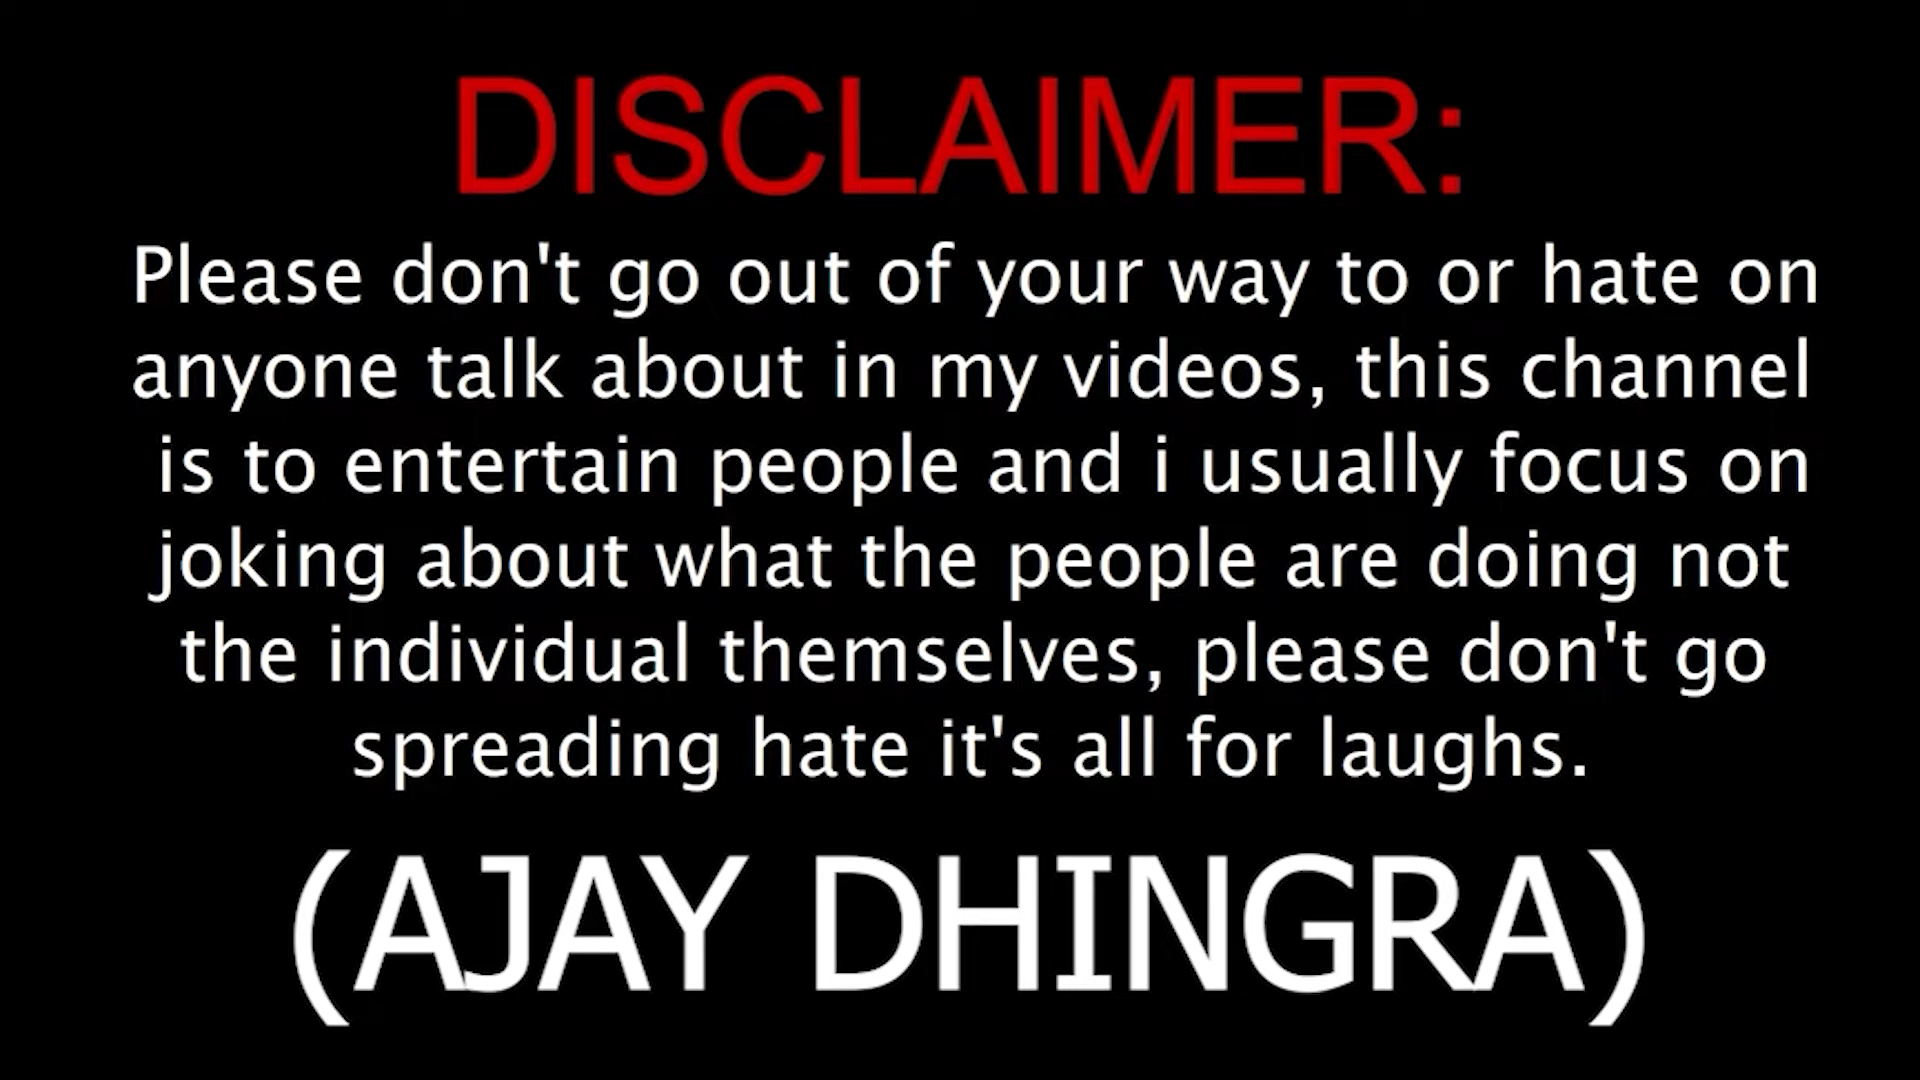 DISCLAIMER:
Please don't go out of your way to or hate on
anyone talk about in my videos, this channel
is to entertain people and i usually focus on
joking about what the people are doing not
the individual themselves, please don't go
spreading hate it's all for laughs.
(AJAY DHINGRA)